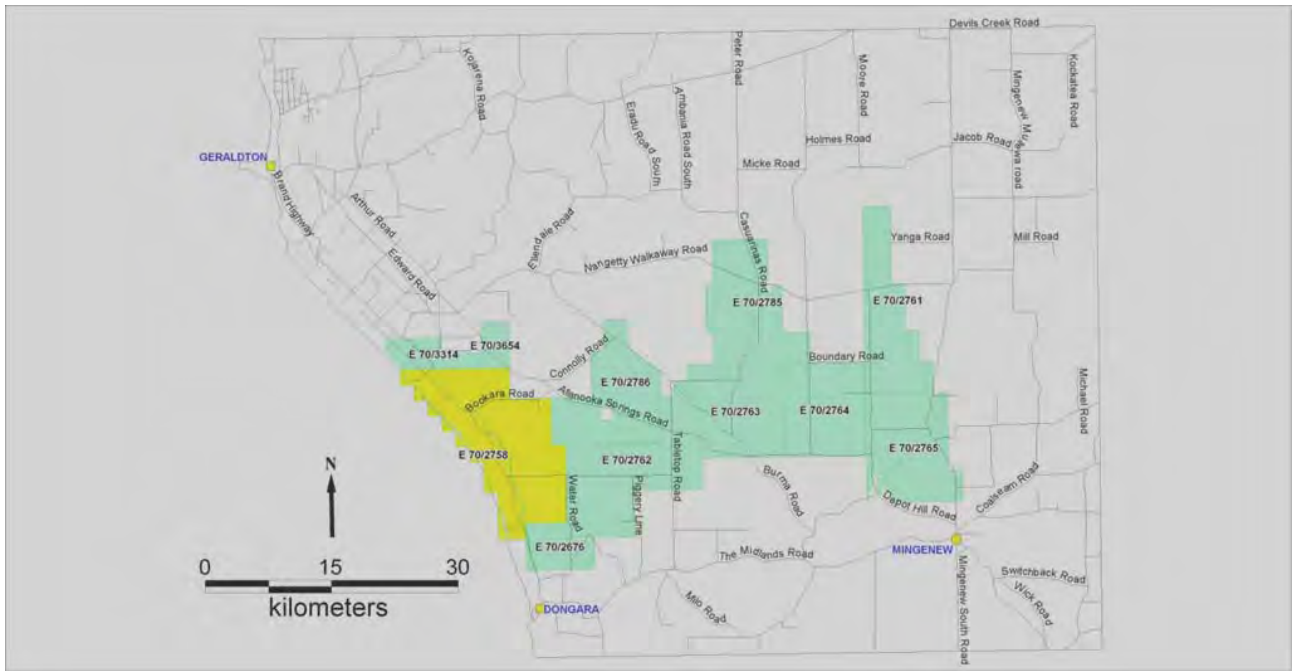 Devils Creek Road
Peter Road
Moore Road
Mingenew Mullewa road
Kockatea Road
Kojarena Road
Eradu Road South
Ambania Road South
Holmes Road
Jacob Road
GERALDTON
Micke Road
Brand Highway
Arthur Road
Edward Road
Ellendale Road
Nangetty Walkaway Road
Casuarinas Road
Yanga Road
Mill Road
E 70/2785
E 70/2761
E 70/3314
E 70/3654
Connolly Road
Boundary Road
E 70/2786
Bookara Road
Allanooka Springs Road
E 70/2763
E 70/2764
Michael Road
E 70/2758
E 70/2762
Tabletop Road
E 70/2765
N
Water Road
Piggery Line
Burma Road
Depot Hill Road
Coalseam Road
E 70/2676
The Midlands Road
MINGENEW
0 15 30
kilometers
DONGARA
Milo Road
Mingenew South Road
Switchback Road
Wick Road